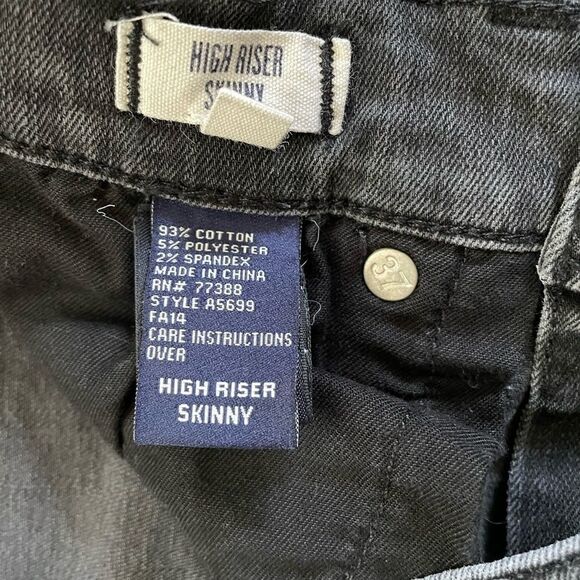 HIGH RISER
SKINNY
93% COTTON
5% POLYESTER
2% SPANDEX
MADE IN CHINA
RN# 77388
STYLE A5699
FA14
CARE INSTRUCTIONS
OVER
HIGH RISER
SKINNY
37